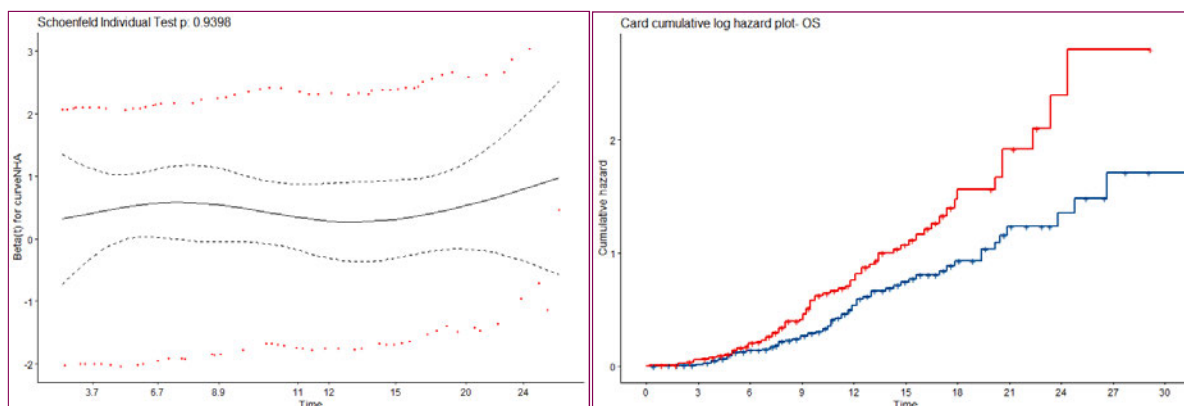 Schoenfeld Individual Test p: 0.9398
Beta(t) for curveNHA
3
2
1
0
-1
-2
3.7 6.7 8.9 11 12 15 20 24
Time
Card cumulative log hazard plot- OS
Cumulative hazard
2
1
0
0 3 6 9 12 15 18 21 24 27 30
Time